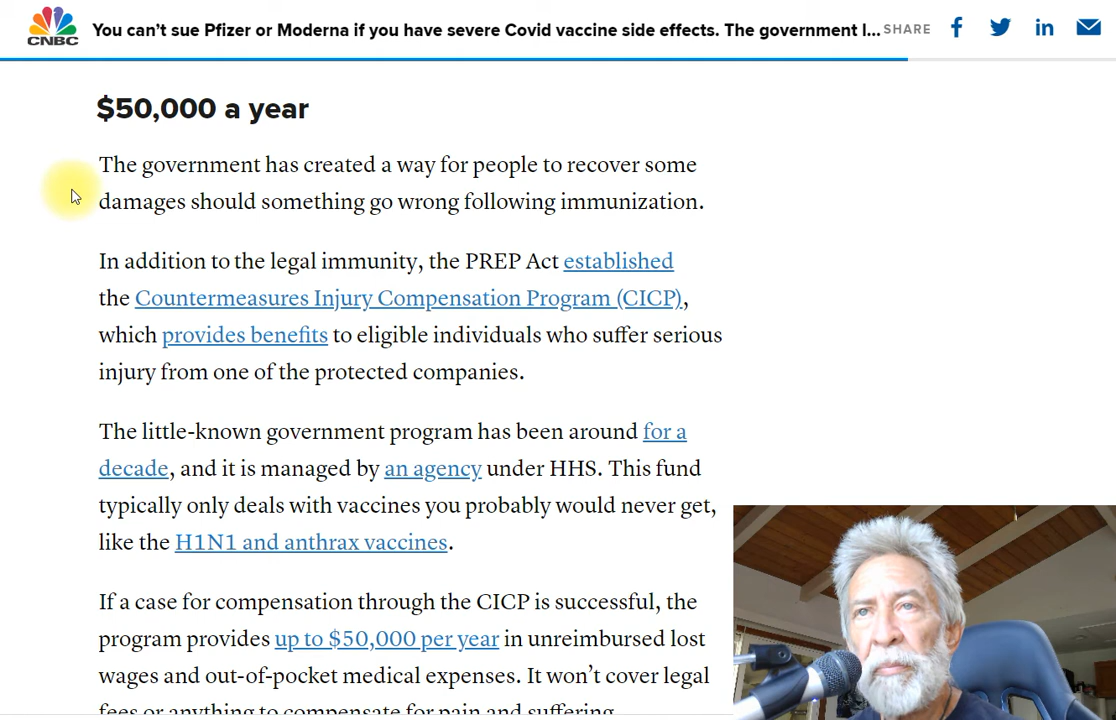 CNBC
You can’t sue Pfizer or Moderna if you have severe Covid vaccine side effects. The government l...
SHARE
$50,000 a year
The government has created a way for people to recover some
damages should something go wrong following immunization.
In addition to the legal immunity, the PREP Act established
the Countermeasures Injury Compensation Program (CICP),
which provides benefits to eligible individuals who suffer serious
injury from one of the protected companies.
The little-known government program has been around for a
decade, and it is managed by an agency under HHS. This fund
typically only deals with vaccines you probably would never get,
like the H1N1 and anthrax vaccines.
If a case for compensation through the CICP is successful, the
program provides up to $50,000 per year in unreimbursed lost
wages and out-of-pocket medical expenses. It won’t cover legal
fees or anything to compensate for pain and suffering.